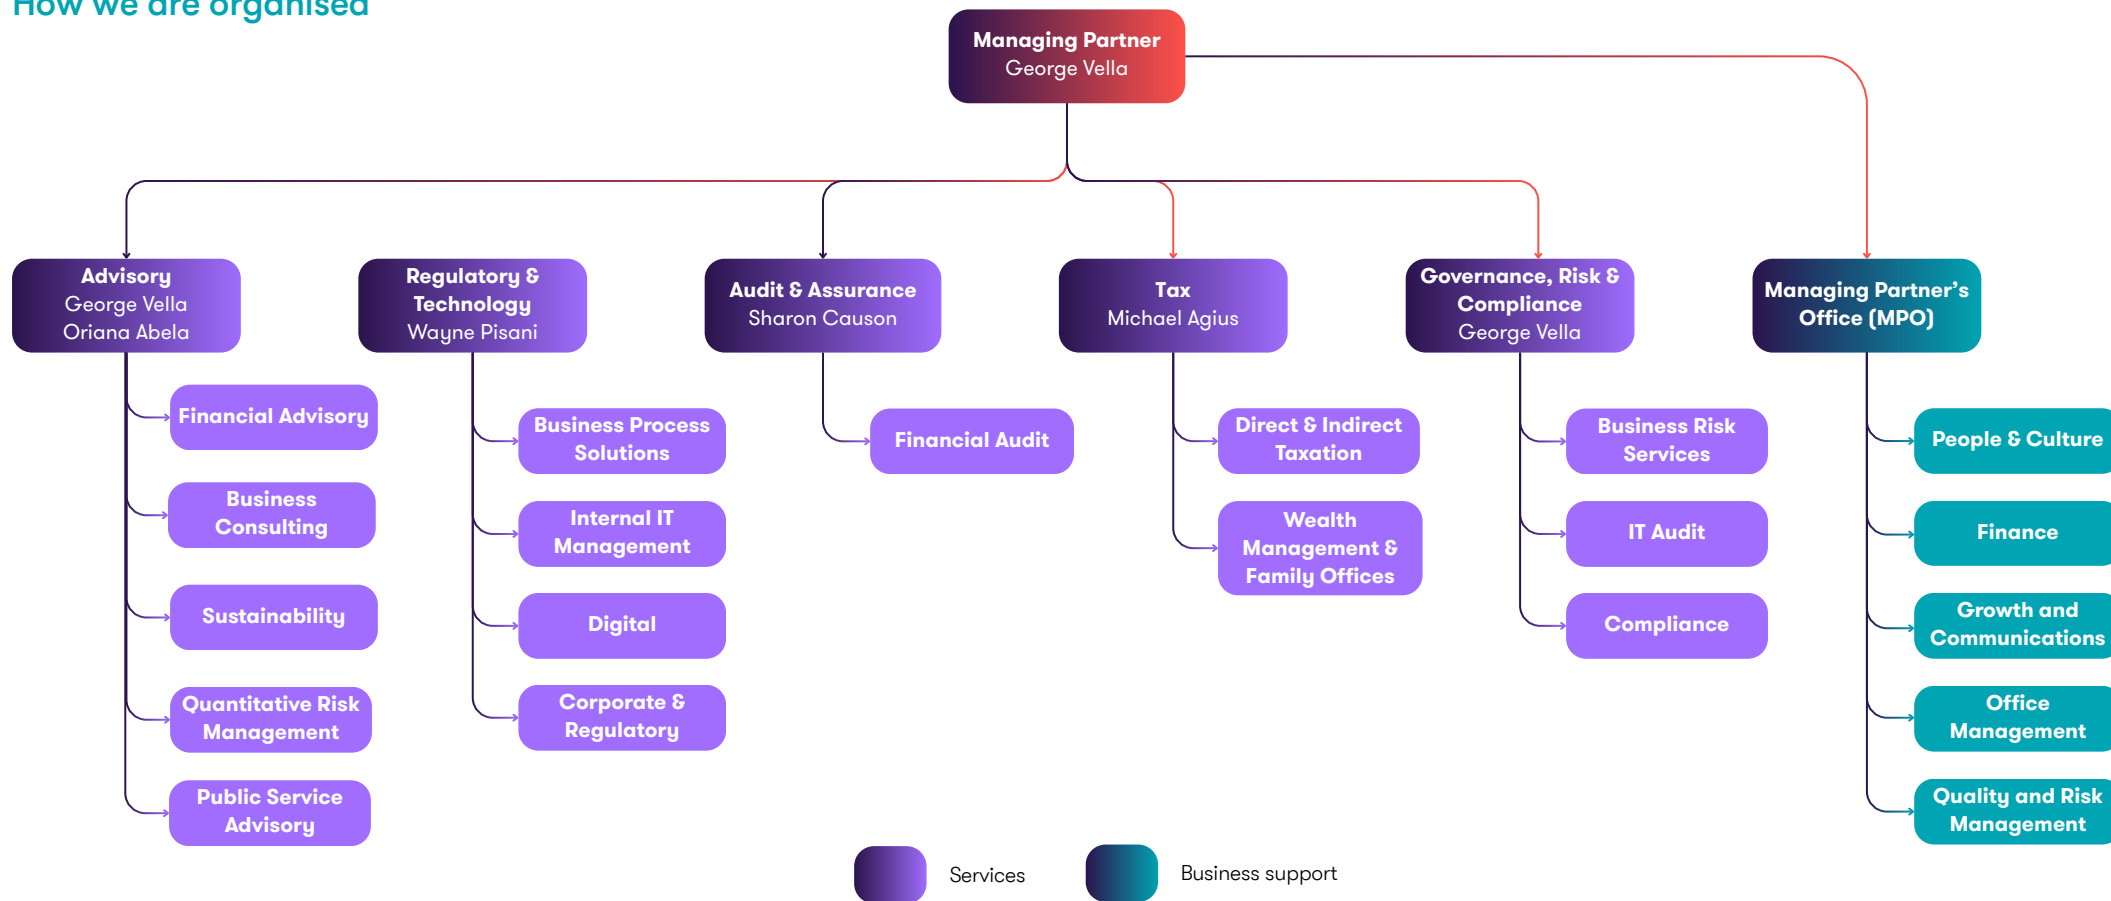 How we are organised
Managing Partner
George Vella
Advisory
George Vella
Oriana Abela
Financial Advisory
Business
Consulting
Sustainability
Quantitative Risk
Management
Public Service
Advisory
Regulatory &
Technology
Wayne Pisani
Business Process
Solutions
Internal IT
Management
Digital
Corporate &
Regulatory
Audit & Assurance
Sharon Causon
Financial Audit
Tax
Michael Agius
Direct & Indirect
Taxation
Wealth
Management &
Family Offices
Governance, Risk &
Compliance
George Vella
Business Risk
Services
IT Audit
Compliance
Managing Partner’s
Office (MPO)
People & Culture
Finance
Growth and
Communications
Office
Management
Quality and Risk
Management
Services
Business support